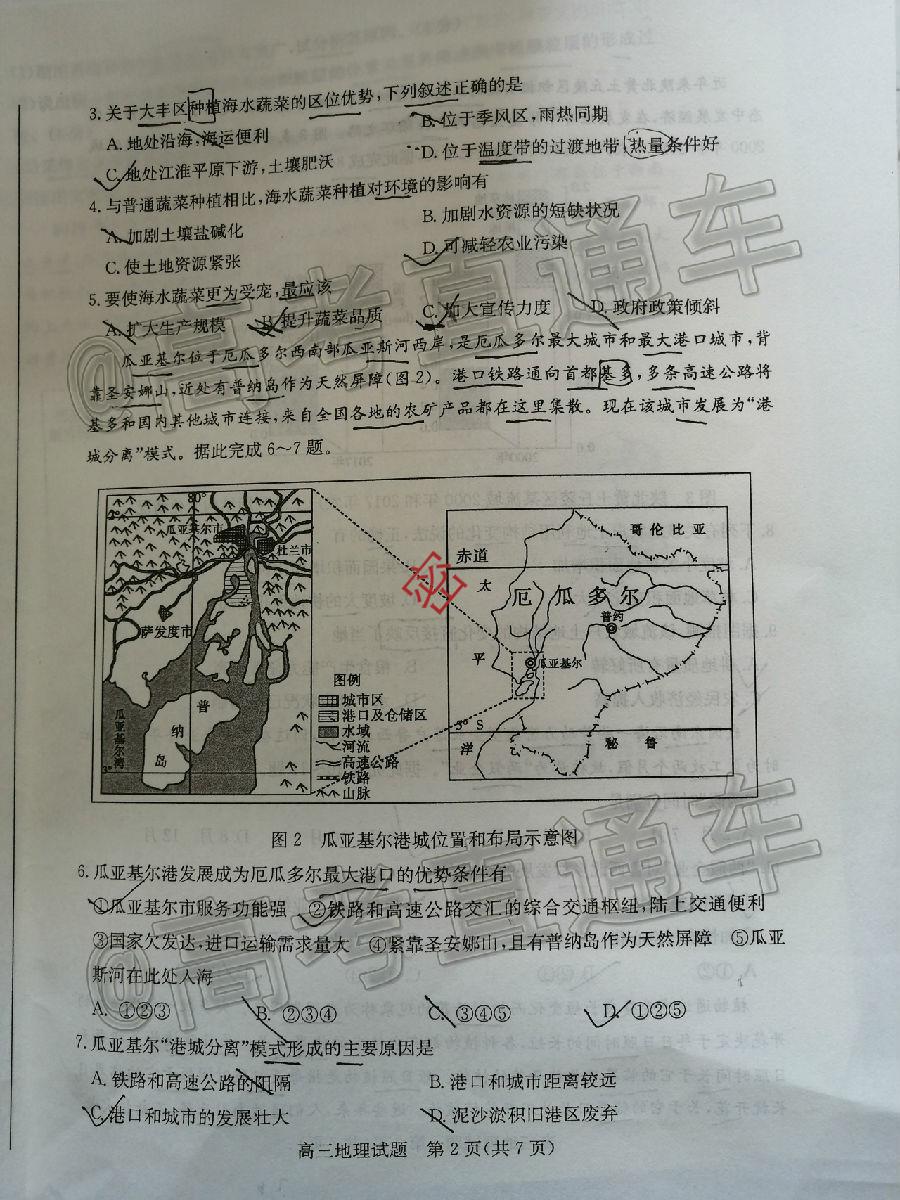 3.关于大丰区种植海水蔬菜的区位优势,下列叙述正确的是
A.地处沿海,海运便利 B.位于季风区,雨热同期
C.地处江淮平原下游,土壤肥沃 D.位于温度带的过渡地带,热量条件好
4.与普通蔬菜种植相比,海水蔬菜种植对环境的影响有
A.加剧土壤盐碱化 B.加剧水资源的短缺状况
C.使土地资源紧张 D.可减轻农业污染
5.要使海水蔬菜更为受宠,最应该
A.扩大生产规模 B.提升蔬菜品质 C.拓大宣传力度 D.政府政策倾斜
瓜亚基尔位于厄瓜多尔西南部瓜亚斯河西岸,是厄瓜多尔最大城市和最大港口城市,背
靠圣安娜山,近处有普纳岛作为天然屏障(图2)。港口铁路通向首都基多,多条高速公路将
基多和国内其他城市连接,来自全国各地的农矿产品都在这里集散。现在该城市发展为“港
城分离”模式。据此完成6～7题。
80°
2°
瓜亚基尔市
杜兰市
萨发度市
普
纳
岛
瓜亚基尔湾
3°
图例
城市区
港口及仓储区
水域
河流
高速公路
铁路
山脉
哥伦比亚
赤道
太
平
洋
厄瓜多尔
普约
瓜亚基尔
3° S
秘鲁
密
图2 瓜亚基尔港城位置和布局示意图
6.瓜亚基尔港发展成为厄瓜多尔最大港口的优势条件有
①瓜亚基尔市服务功能强 ②铁路和高速公路交汇的综合交通枢纽,陆上交通便利
③国家欠发达,进口运输需求量大 ④紧靠圣安娜山,且有普纳岛作为天然屏障 ⑤瓜亚
斯河在此处入海
A. ①②③ B. ②③④ C. ③④⑤ D. ①②⑤
7.瓜亚基尔“港城分离”模式形成的主要原因是
A.铁路和高速公路的阻隔 B.港口和城市距离较远
C.港口和城市的发展壮大 D.泥沙淤积旧港区废弃
高三地理试题 第2页(共7页)
@高考直通车
@高考直通车